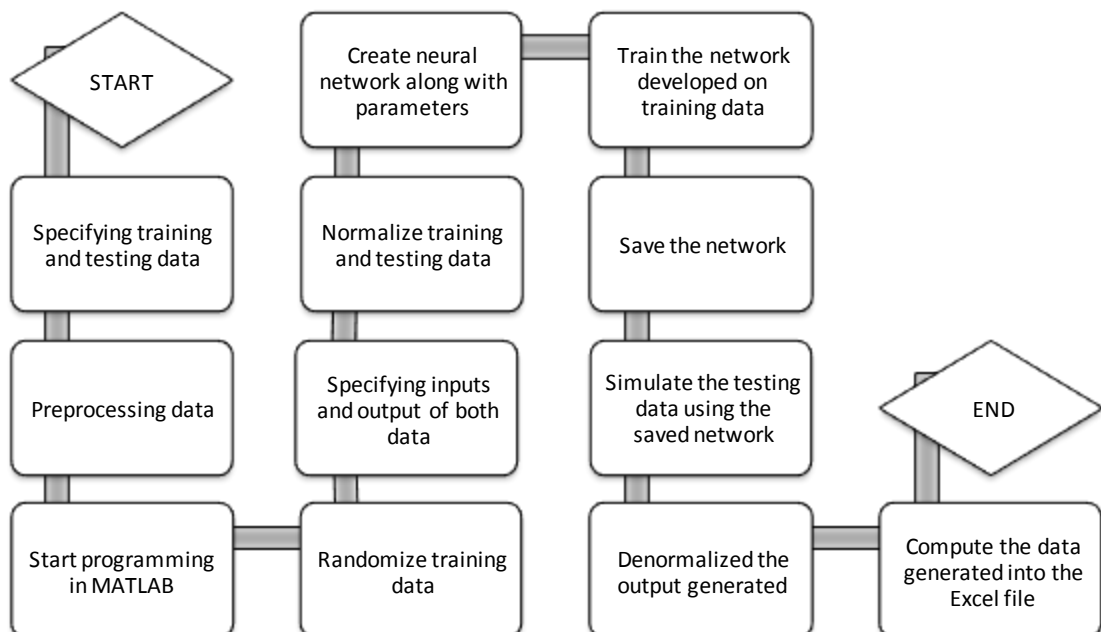 START
Specifying training
and testing data
Preprocessing data
Start programming
in MATLAB
Randomize training
data
Specifying inputs
and output of both
data
Normalize training
and testing data
Create neural
network along with
parameters
Train the network
developed on
training data
Save the network
Simulate the testing
data using the
saved network
Denormalized the
output generated
Compute the data
generated into the
Excel file
END